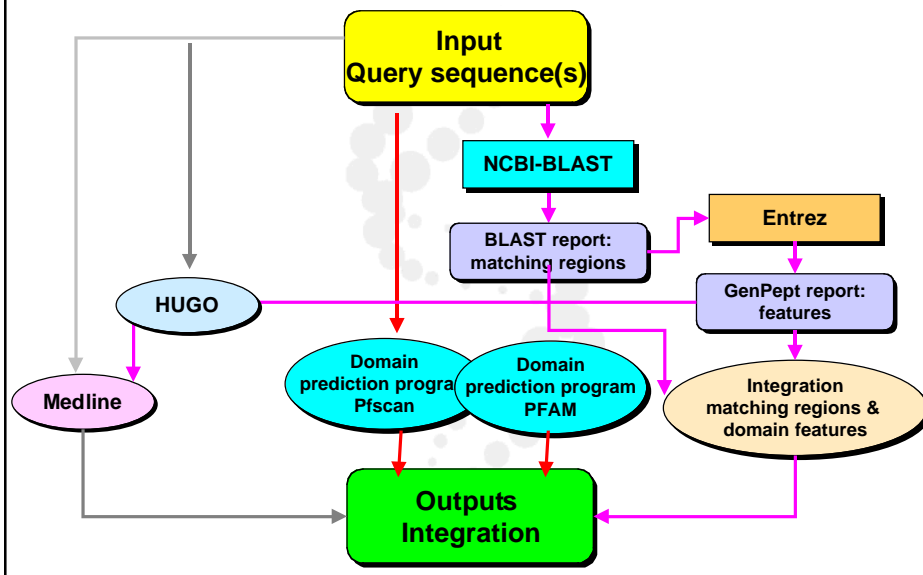 Input
Query sequence(s)
NCBI-BLAST
Entrez
BLAST report:
matching regions
GenPept report:
features
HUGO
Domain
prediction progra
Pfscan
Domain
prediction program
PFAM
Medline
Integration
matching regions &
domain features
Outputs
Integration